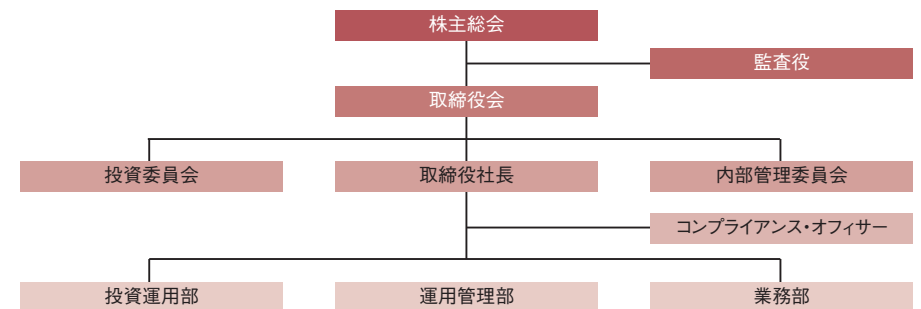 株主総会
監査役
取締役会
投資委員会
取締役社長
内部管理委員会
コンプライアンス・オフィサー
投資運用部
運用管理部
業務部